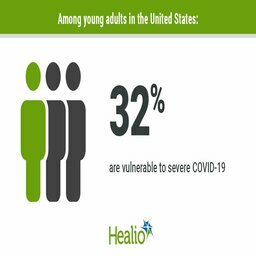 Among young adults in the United States:
32%
are vulnerable to severe COVID-19
Healio